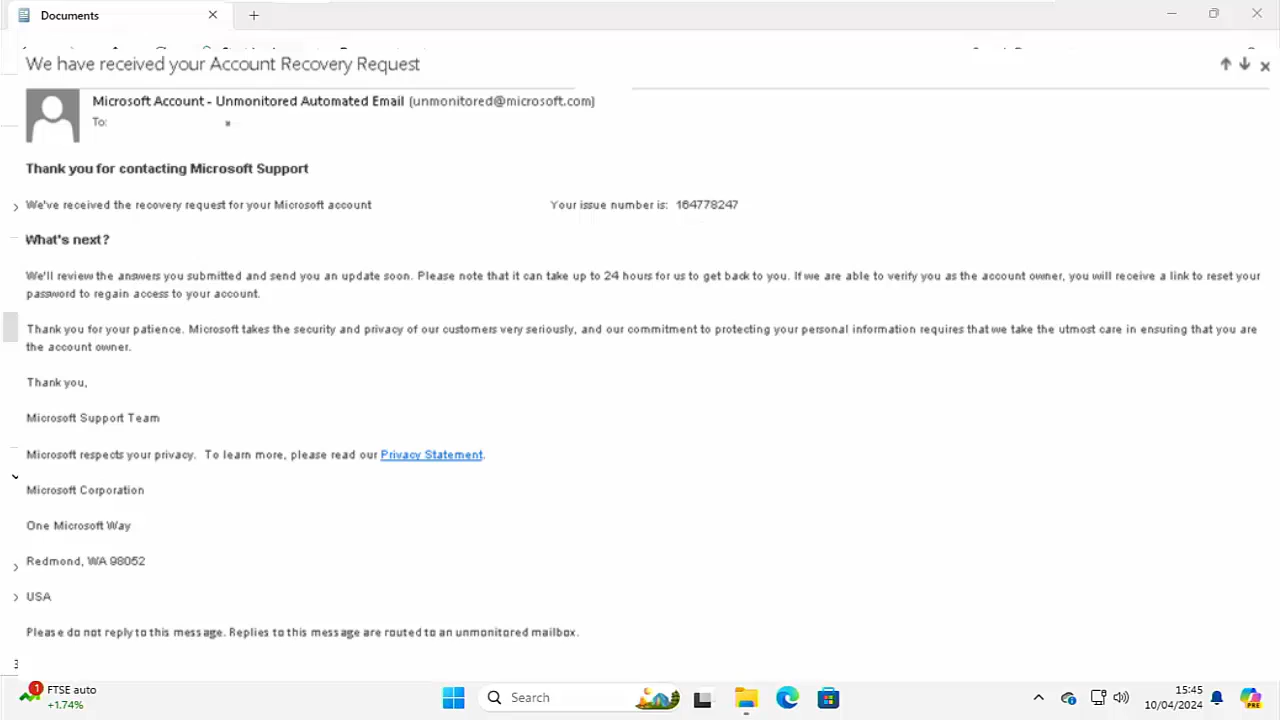 Documents
We have received your Account Recovery Request
Microsoft Account - Unmonitored Automated Email (unmonitored@microsoft.com)
To:
Thank you for contacting Microsoft Support
We've received the recovery request for your Microsoft account Your issue number is: 164778247
What's next?
We'll review the answers you submitted and send you an update soon. Please note that it can take up to 24 hours for us to get back to you. If we are able to verify you as the account owner, you will receive a link to reset your
password to regain access to your account.
Thank you for your patience. Microsoft takes the security and privacy of our customers very seriously, and our commitment to protecting your personal information requires that we take the utmost care in ensuring that you are
the account owner.
Thank you,
Microsoft Support Team
Microsoft respects your privacy. To learn more, please read our Privacy Statement.
Microsoft Corporation
One Microsoft Way
Redmond, WA 98052
USA
Please do not reply to this message. Replies to this message are routed to an unmonitored mailbox.
1 FTSE auto
+1.74%
Search
15:45
10/04/2024
PRE